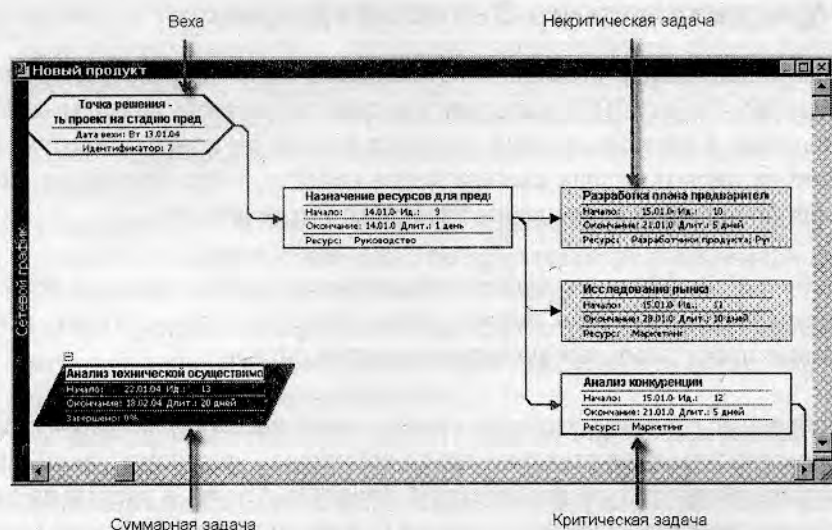 Веха
Некритическая задача
Новый продукт
Точка решения -
ть проект на стадию пред
Дата вехи: Вт 13.01.04
Идентификатор: 7
Назначение ресурсов для пред:
Начало: 14.01.0 Ид.: 9
Окончание: 14.01.0 Длит.: 1 день
Ресурс: Руководство
Разработка плана предварител
Начало: 15.01.0 Ид.: 10
Окончание: 21.01.0 Длит.: 5 дней
Ресурс: Разработчики продукта; Рук
Исследование рынка
Начало: 15.01.0 Ид.: 11
Окончание: 28.01.0 Длит.: 10 дней
Ресурс: Маркетинг
Сетевой график
Анализ технической осуществимо
Начало: 22.01.04 Ид.: 13
Окончание: 18.02.04 Длит.: 20 дней
Завершено: 0%
Анализ конкуренции
Начало: 15.01.0 Ид.: 12
Окончание: 21.01.0 Длит.: 5 дней
Ресурс: Маркетинг
Суммарная задача
Критическая задача